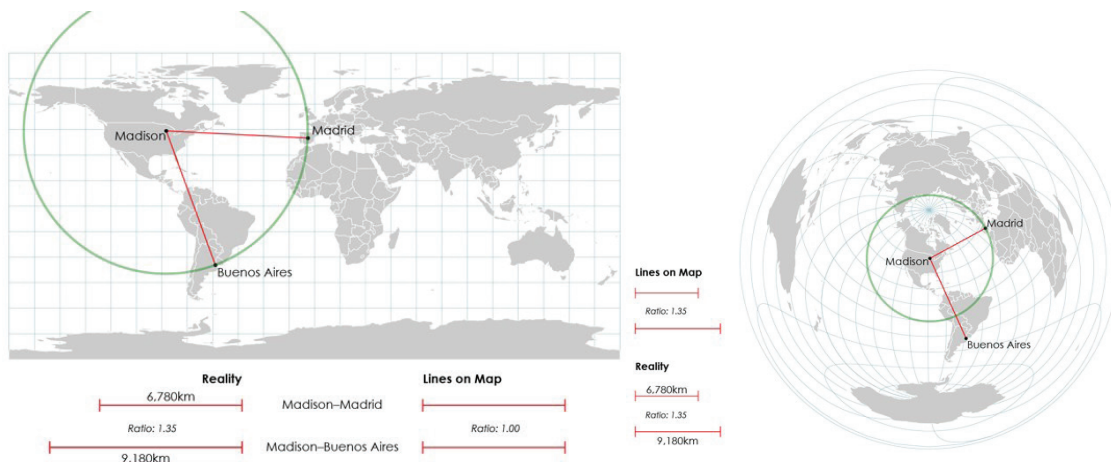 Madison
Madrid
Buenos Aires
Reality
Lines on Map
6,780km
Madison–Madrid
Ratio: 1.35
Ratio: 1.00
Madison–Buenos Aires
9,180km
Lines on Map
Ratio: 1.35
Reality
6,780km
Ratio: 1.35
9,180km
Madrid
Madison
Buenos Aires